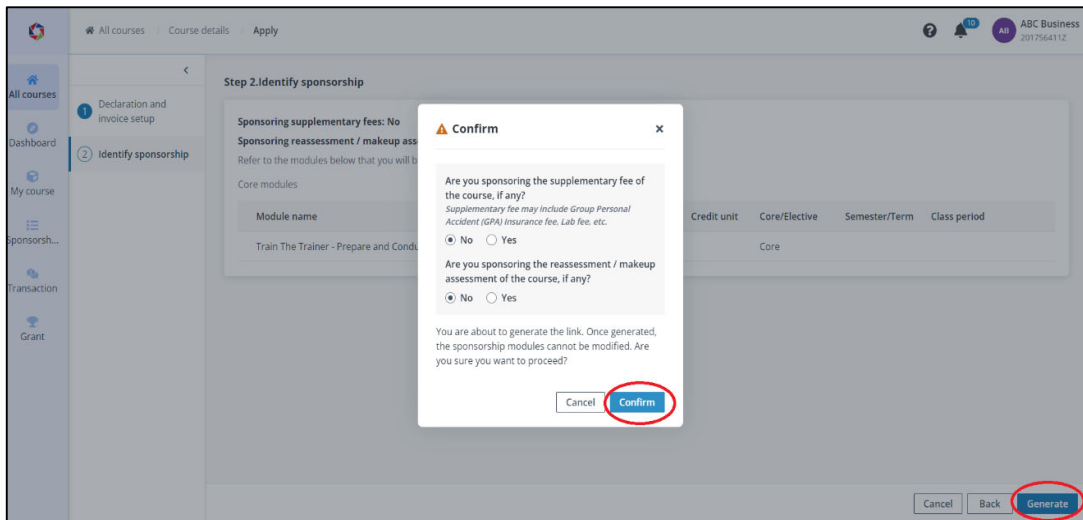 All courses / Course details / Apply
10
AB
ABC Business
201756411Z
All courses
Dashboard
My course
Sponsorsh...
Transaction
Grant
1 Declaration and
invoice setup
2 Identify sponsorship
Step 2.Identify sponsorship
Sponsoring supplementary fees: No
Sponsoring reassessment / makeup ass
Refer to the modules below that you will b
Core modules
Module name Credit unit Core/Elective Semester/Term Class period
Train The Trainer - Prepare and Condu Core
Confirm x
Are you sponsoring the supplementary fee of
the course, if any?
Supplementary fee may include Group Personal
Accident (GPA) Insurance fee, Lab fee, etc.
No Yes
Are you sponsoring the reassessment / makeup
assessment of the course, if any?
No Yes
You are about to generate the link. Once generated,
the sponsorship modules cannot be modified. Are
you sure you want to proceed?
Cancel Confirm
Cancel Back Generate